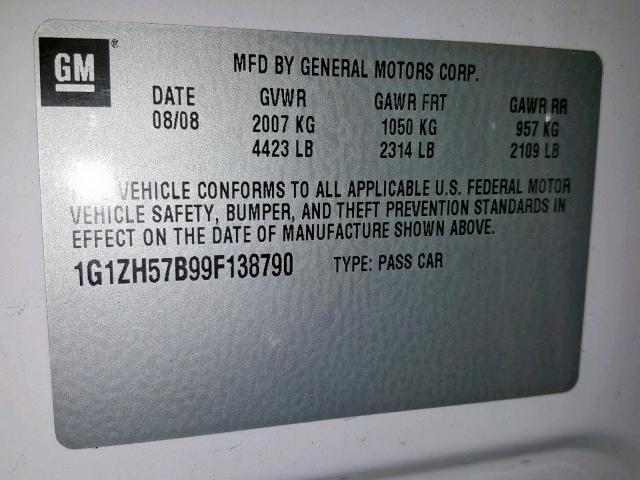 GM ®
MFD BY GENERAL MOTORS CORP.
DATE GVWR GAWR FRT GAWR RR
08/08 2007 KG 1050 KG 957 KG
4423 LB 2314 LB 2109 LB
VEHICLE CONFORMS TO ALL APPLICABLE U.S. FEDERAL MOTOR
VEHICLE SAFETY, BUMPER, AND THEFT PREVENTION STANDARDS IN
EFFECT ON THE DATE OF MANUFACTURE SHOWN ABOVE.
1G1ZH57B99F138790 TYPE: PASS CAR